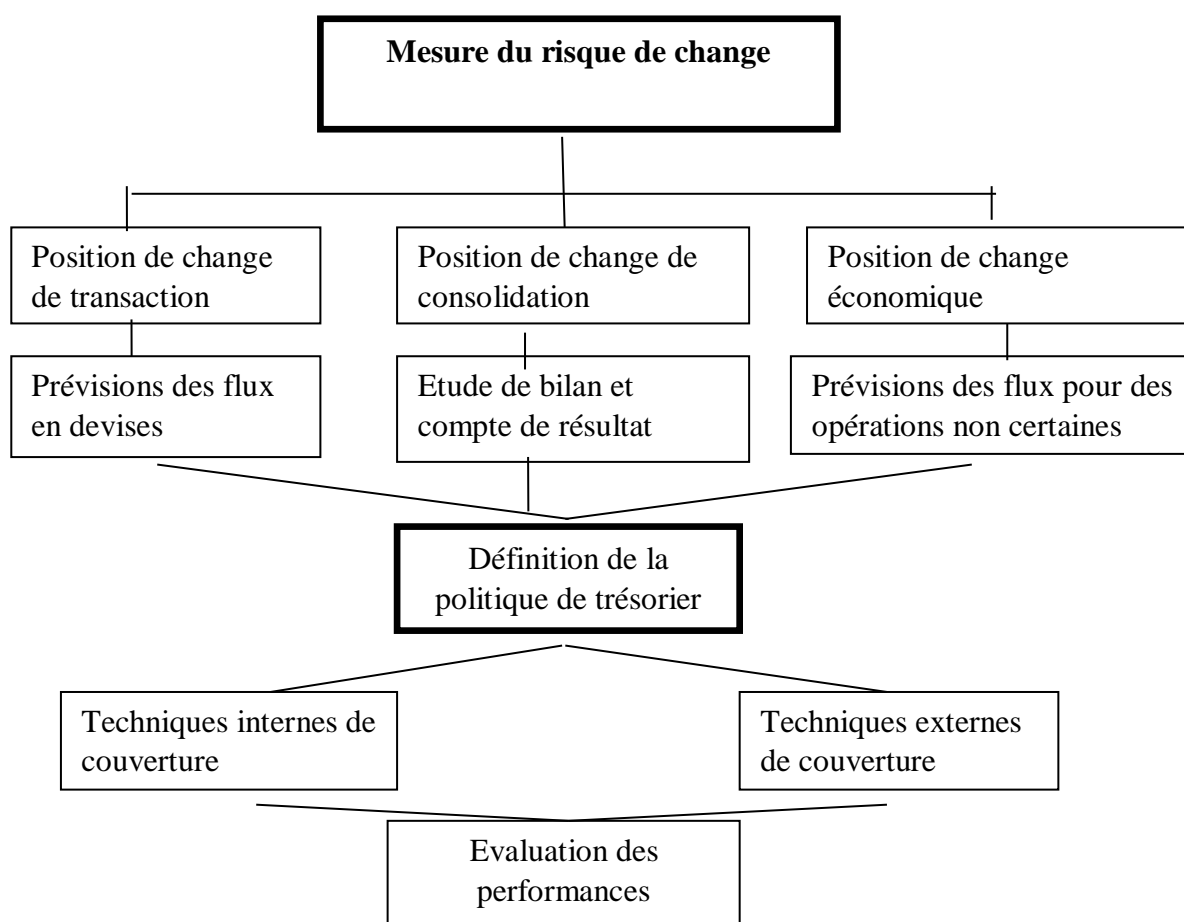 Mesure du risque de change
Position de change
de transaction
Position de change de
consolidation
Position de change
économique
Prévisions des flux
en devises
Etude de bilan et
compte de résultat
Prévisions des flux pour des
opérations non certaines
Définition de la
politique de trésorier
Techniques internes de
couverture
Techniques externes
de couverture
Evaluation des
performances